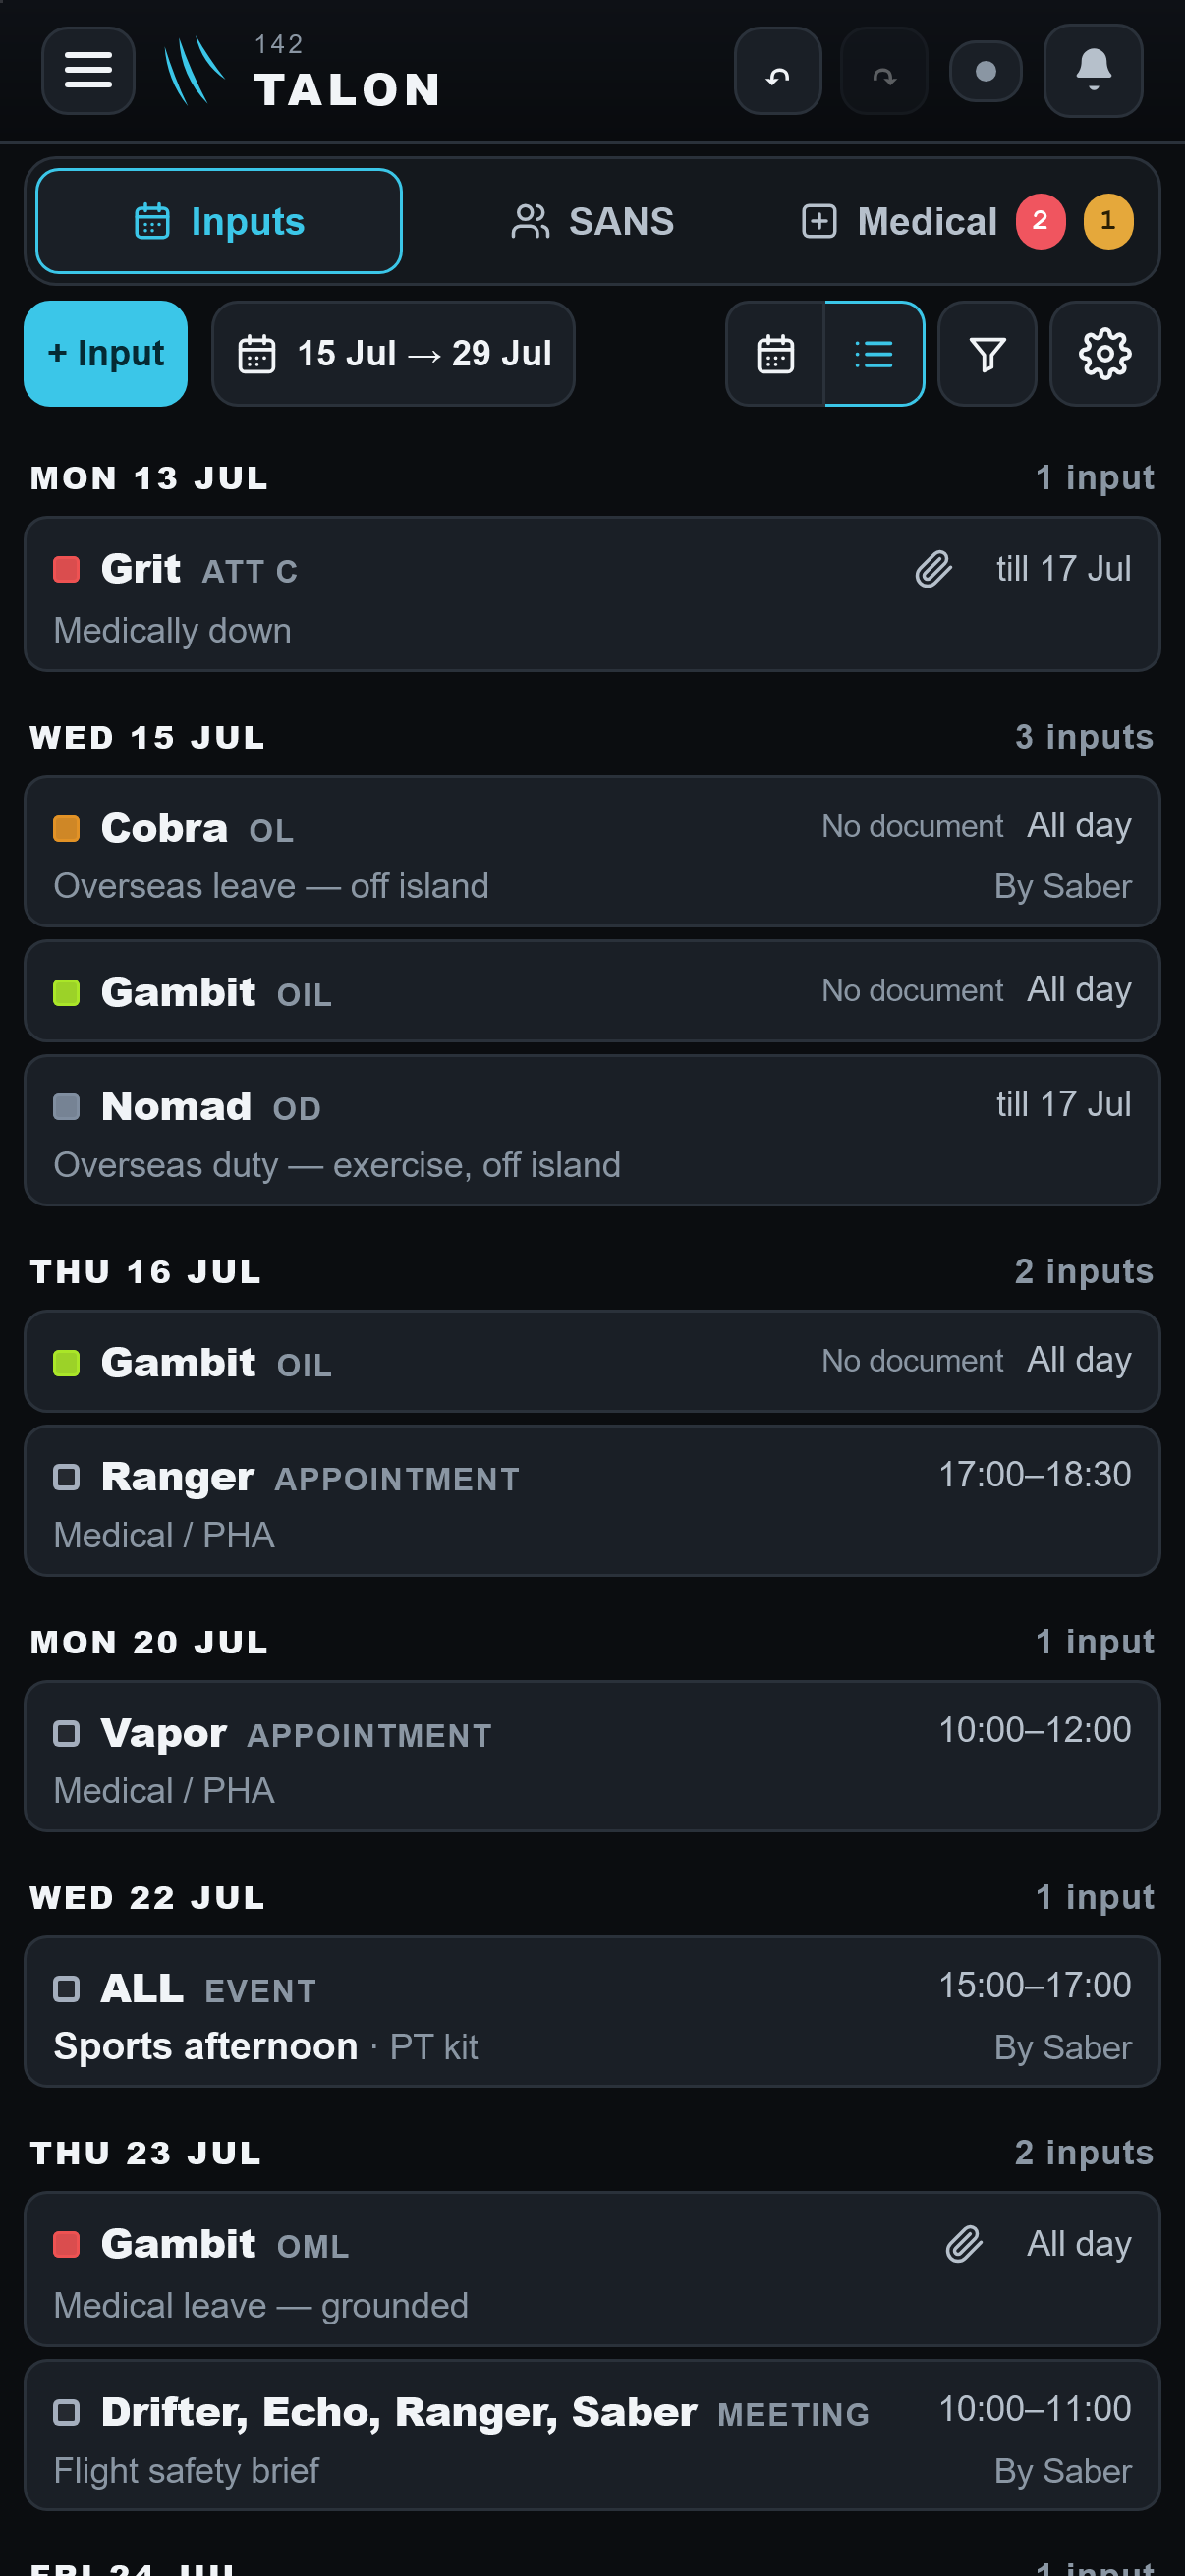 142
TALON
Inputs SANS Medical 2 1
+ Input 15 Jul → 29 Jul
MON 13 JUL 1 input
Grit ATT C till 17 Jul
Medically down
WED 15 JUL 3 inputs
Cobra OL No document All day
Overseas leave — off island By Saber
Gambit OIL No document All day
Nomad OD till 17 Jul
Overseas duty — exercise, off island
THU 16 JUL 2 inputs
Gambit OIL No document All day
Ranger APPOINTMENT 17:00–18:30
Medical / PHA
MON 20 JUL 1 input
Vapor APPOINTMENT 10:00–12:00
Medical / PHA
WED 22 JUL 1 input
ALL EVENT 15:00–17:00
Sports afternoon · PT kit By Saber
THU 23 JUL 2 inputs
Gambit OML All day
Medical leave — grounded
Drifter, Echo, Ranger, Saber MEETING 10:00–11:00
Flight safety brief By Saber
FRI 24 JUL 1 input